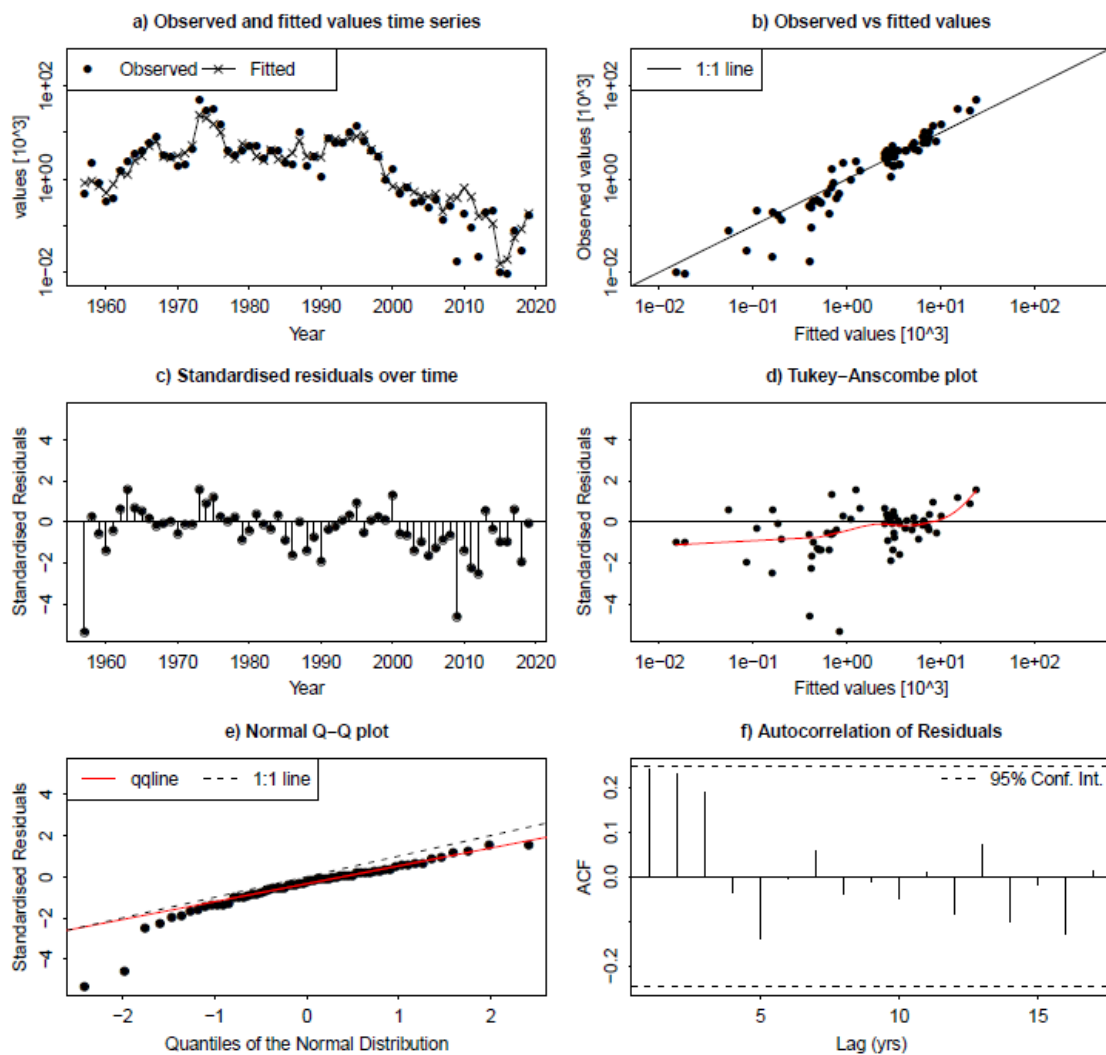 a) Observed and fitted values time series
Observed
Fitted
values [10^3]
1e−02 1e+00 1e+02
1960 1970 1980 1990 2000 2010 2020
Year
b) Observed vs fitted values
1:1 line
Observed values [10^3]
1e−02 1e+00 1e+02
1e−02 1e−01 1e+00 1e+01 1e+02
Fitted values [10^3]
c) Standardised residuals over time
Standardised Residuals
−4 −2 0 2 4
1960 1970 1980 1990 2000 2010 2020
Year
d) Tukey−Anscombe plot
Standardised Residuals
−4 −2 0 2 4
1e−02 1e−01 1e+00 1e+01 1e+02
Fitted values [10^3]
e) Normal Q−Q plot
qqline
1:1 line
Standardised Residuals
−4 −2 0 2 4
−2 −1 0 1 2
Quantiles of the Normal Distribution
f) Autocorrelation of Residuals
95% Conf. Int.
ACF
−0.2 0.0 0.2
5 10 15
Lag (yrs)